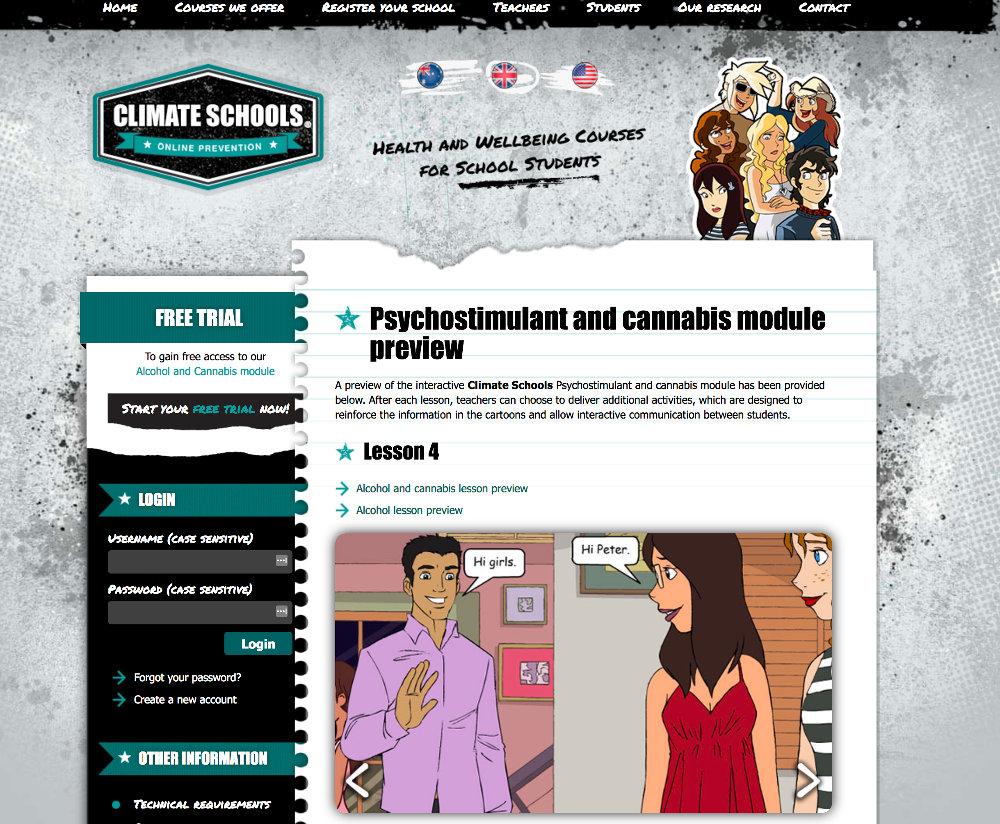 Home Courses we offer Register your school Teachers Students Our research Contact
CLIMATE SCHOOLS®
ONLINE PREVENTION
Health and Wellbeing Courses
for School Students
FREE TRIAL
To gain free access to our
Alcohol and Cannabis module
Start your free trial now!
LOGIN
Username (case sensitive)
Password (case sensitive)
Login
Forgot your password?
Create a new account
OTHER INFORMATION
Technical requirements
Psychostimulant and cannabis module
preview
A preview of the interactive Climate Schools Psychostimulant and cannabis module has been provided
below. After each lesson, teachers can choose to deliver additional activities, which are designed to
reinforce the information in the cartoons and allow interactive communication between students.
Lesson 4
Alcohol and cannabis lesson preview
Alcohol lesson preview
Hi girls.
Hi Peter.